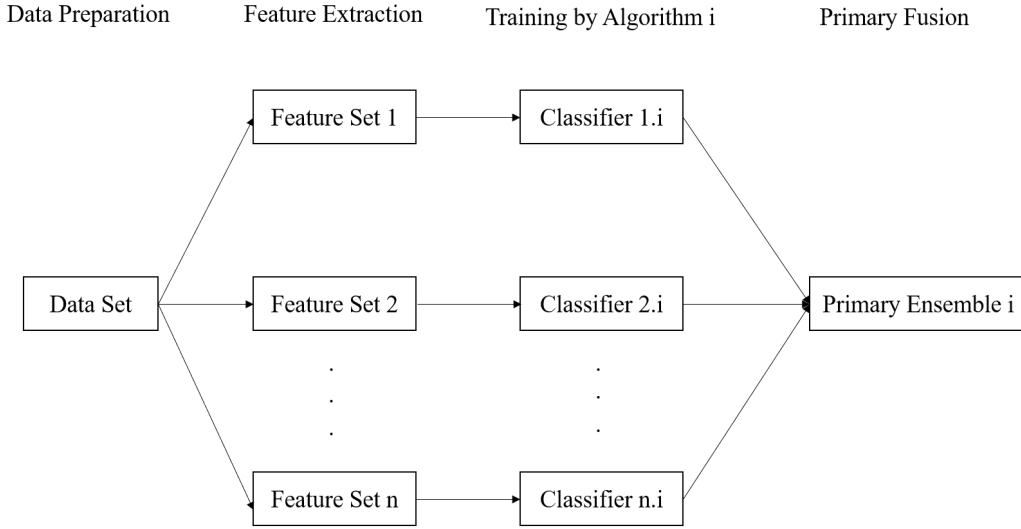 Data Preparation
Feature Extraction
Training by Algorithm i
Primary Fusion
Feature Set 1
Classifier 1.i
Data Set
Feature Set 2
Classifier 2.i
Primary Ensemble i
. .
. .
. .
Feature Set n
Classifier n.i